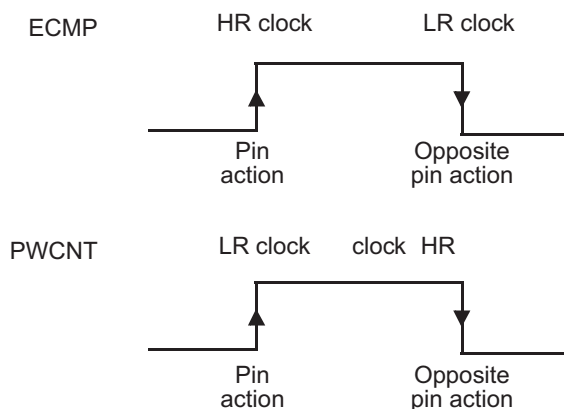 ECMP HR clock LR clock
Pin Opposite
action pin action
PWCNT LR clock clock HR
Pin Opposite
action pin action